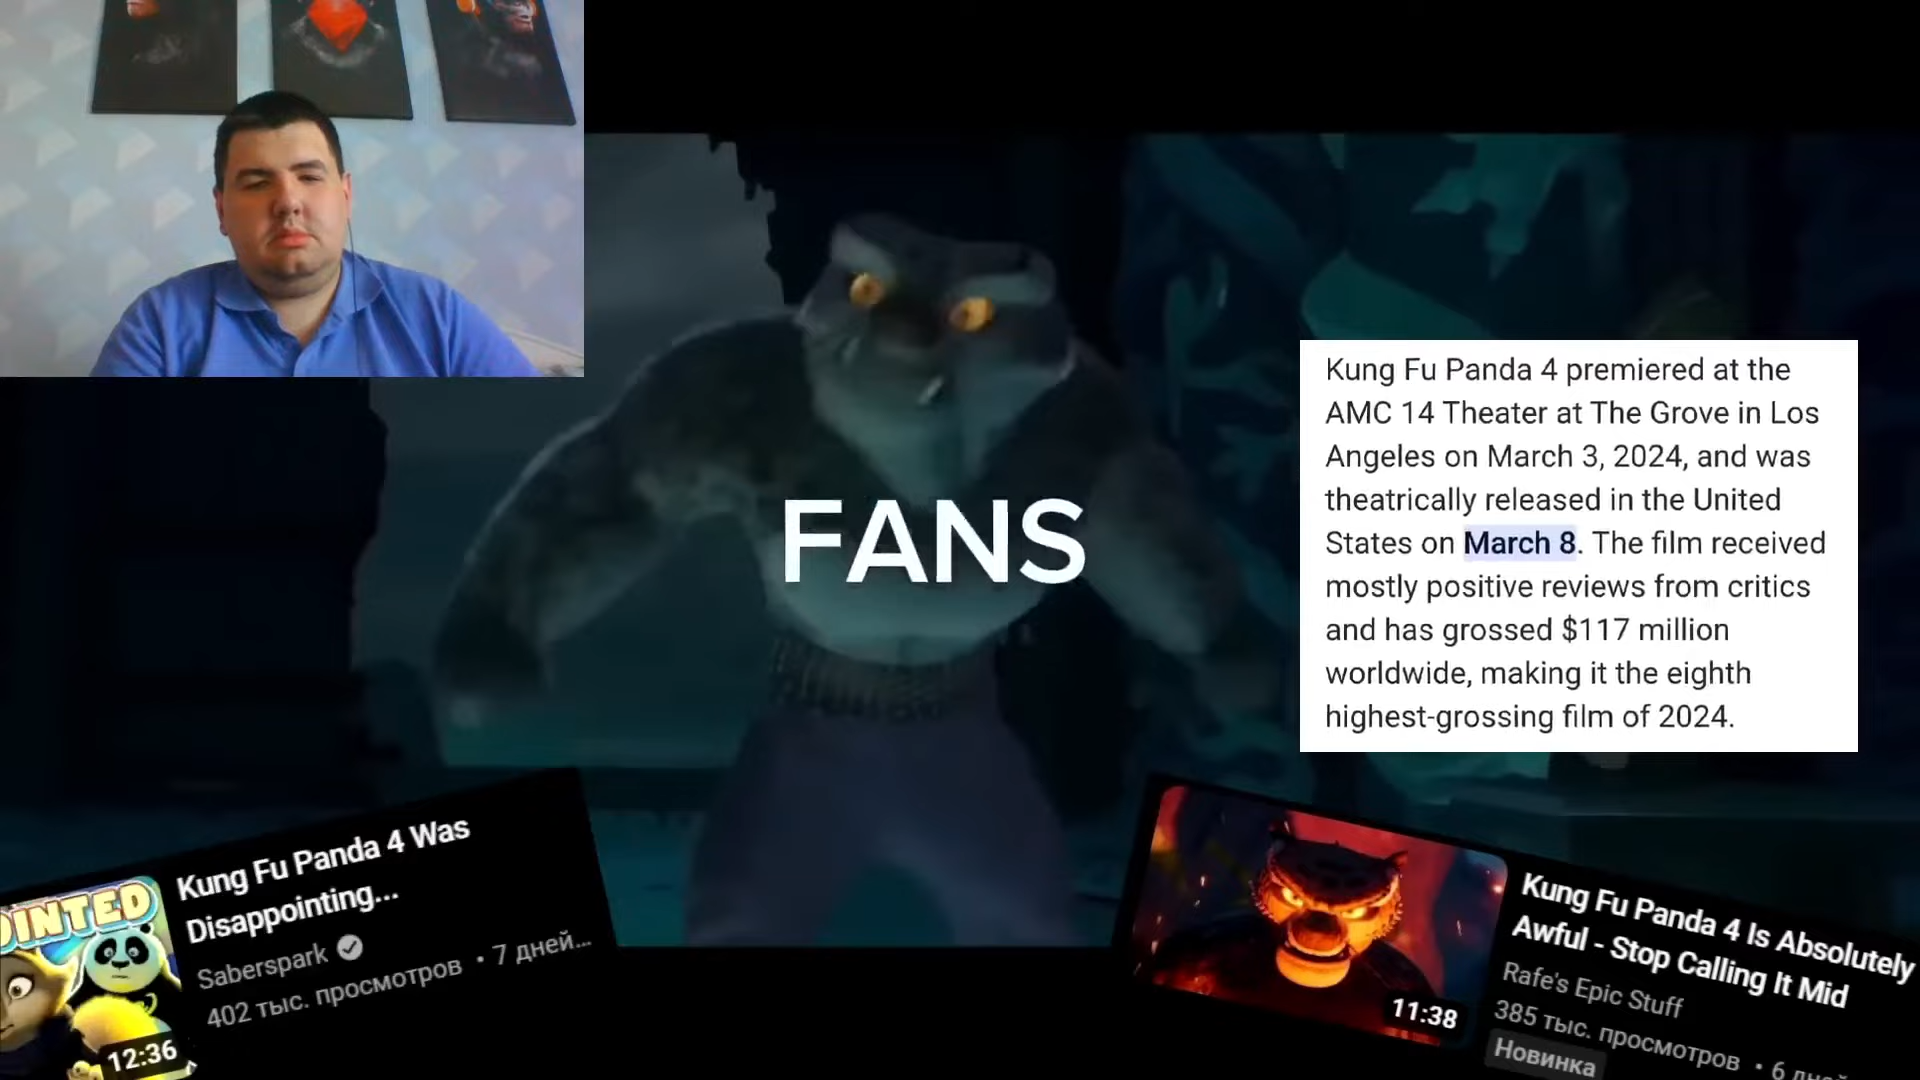 FANS
Kung Fu Panda 4 premiered at the
AMC 14 Theater at The Grove in Los
Angeles on March 3, 2024, and was
theatrically released in the United
States on March 8. The film received
mostly positive reviews from critics
and has grossed $117 million
worldwide, making it the eighth
highest-grossing film of 2024.
OINTED
Kung Fu Panda 4 Was
Disappointing...
Saberspark
402 тыс. просмотров • 7 дней...
12:36
Kung Fu Panda 4 Is Absolutely
Awful - Stop Calling It Mid
Rafe's Epic Stuff
385 тыс. просмотров • 6
Новинка
11:38